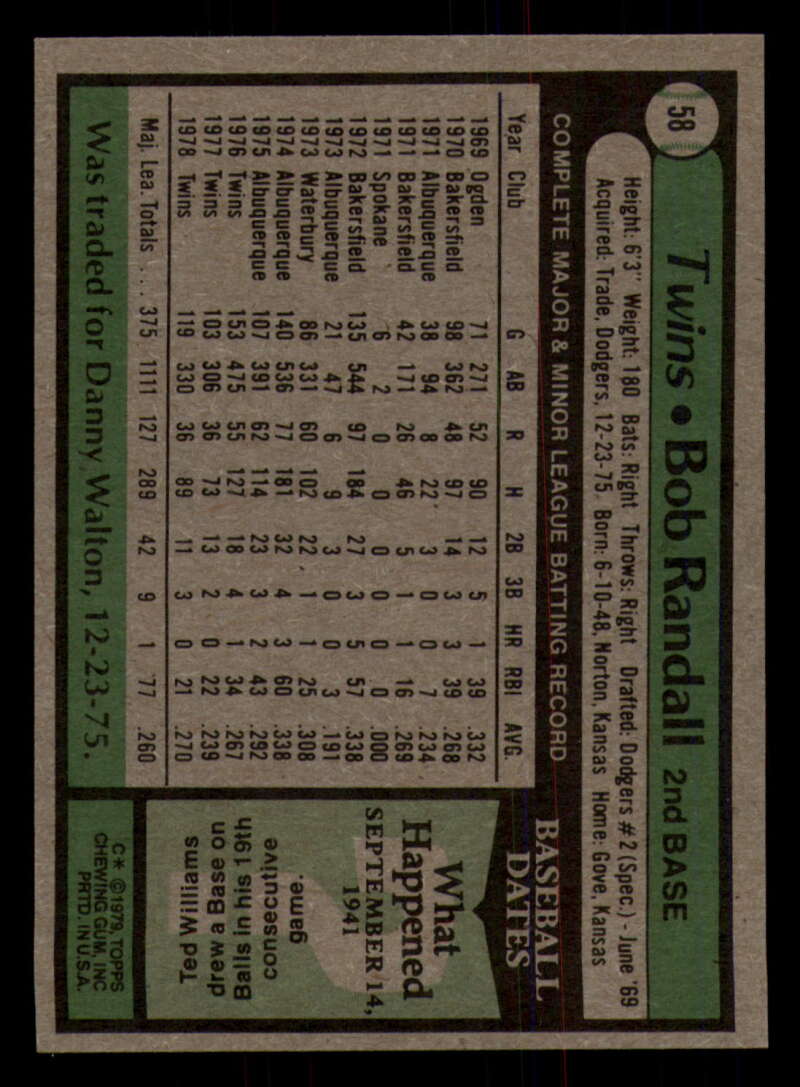 58
Twins • Bob Randall 2nd BASE
Height: 6'3" Weight: 180 Bats: Right Throws: Right Drafted: Dodgers #2 (Spec.) - June '69
Acquired: Trade, Dodgers, 12-23-75 Born: 6-10-48, Norton, Kansas Home: Gove, Kansas
COMPLETE MAJOR & MINOR LEAGUE BATTING RECORD
Year Club G AB R H 2B 3B HR RBI AVG.
1969 Ogden 71 271 52 90 12 5 1 39 .332
1970 Bakersfield 98 362 48 97 14 3 3 39 .268
1971 Albuquerque 38 94 8 22 3 0 0 7 .234
1971 Bakersfield 42 171 26 46 5 1 1 16 .269
1971 Spokane 6 2 0 0 0 0 0 0 .000
1972 Bakersfield 135 544 97 184 27 3 5 57 .338
1973 Albuquerque 21 47 6 9 3 0 0 3 .191
1973 Waterbury 86 331 60 102 22 1 1 25 .308
1974 Albuquerque 140 536 77 181 32 4 3 60 .338
1975 Albuquerque 107 391 62 114 23 3 2 43 .292
1976 Twins 153 475 55 127 18 4 1 34 .267
1977 Twins 103 306 36 73 13 2 0 22 .239
1978 Twins 119 330 36 89 11 3 0 21 .270
Maj. Lea. Totals . . . 375 1111 127 289 42 9 1 77 .260
Was traded for Danny Walton, 12-23-75.
BASEBALL
DATES
What
Happened
SEPTEMBER 14,
1941
Ted Williams
drew a Base on
Balls in his 19th
consecutive
game.
C* ©1979, TOPPS
CHEWING GUM, INC
PRTD. IN U.S.A.